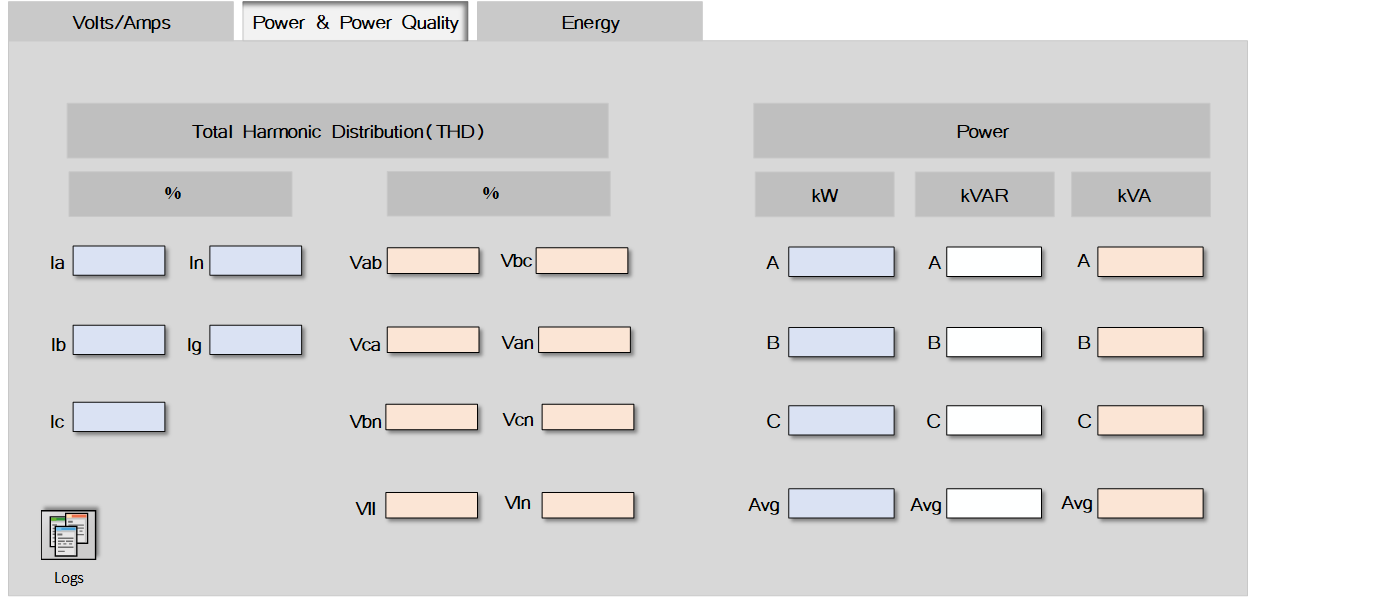 Volts/Amps Power & Power Quality Energy
Total Harmonic Distribution(THD) Power
% % kW kVAR kVA
Ia In Vab Vbc A A A
Ib Ig Vca Van B B B
Ic Vbn Vcn C C C
Vll Vln Avg Avg Avg
Logs